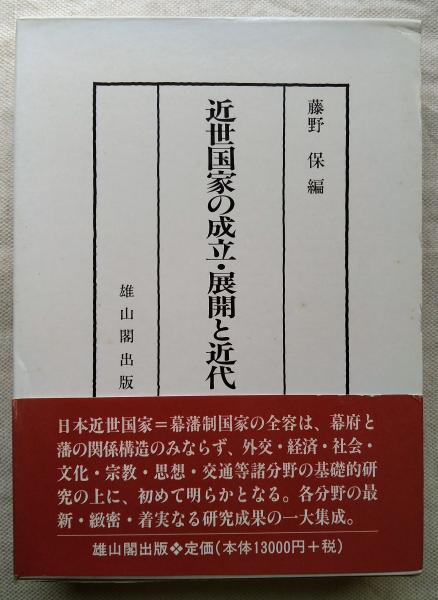 藤野 保 編
近世国家の成立・展開と近代
雄山閣出版
日本近世国家＝幕藩制国家の全容は、幕府と
藩の関係構造のみならず、外交・経済・社会・
文化・宗教・思想・交通等諸分野の基礎的研
究の上に、初めて明らかとなる。各分野の最
新・緻密・着実なる研究成果の一大集成。
雄山閣出版❖定価(本体13000円＋税)